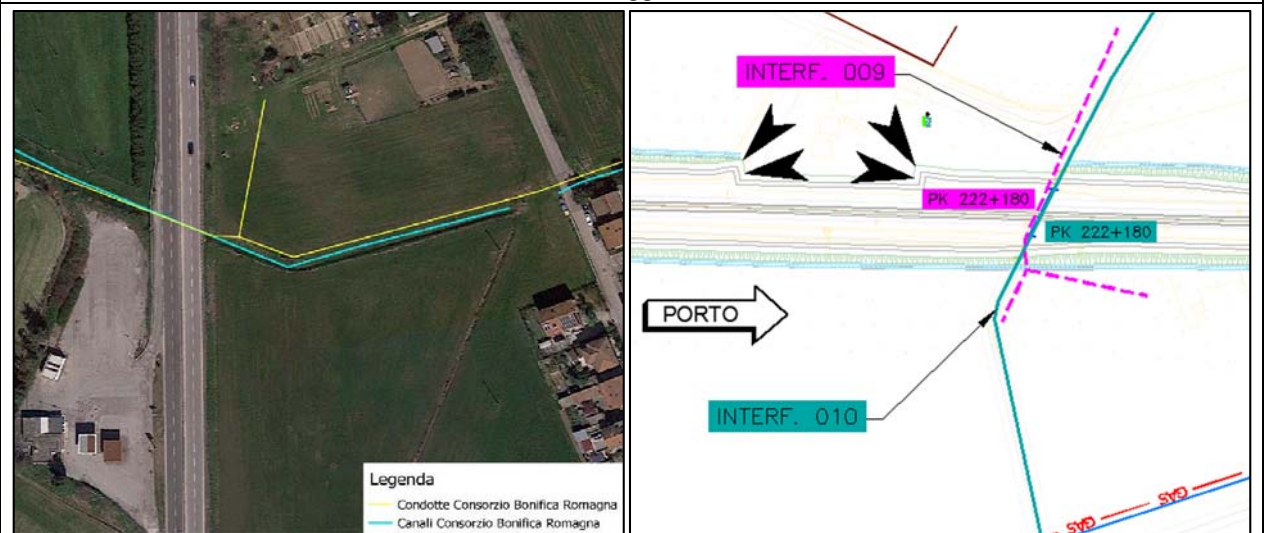 Legenda
Condotte Consorzio Bonifica Romagna
Canali Consorzio Bonifica Romagna
INTERF. 009
PK 222+180
PK 222+180
PORTO
INTERF. 010
GAS
GAS